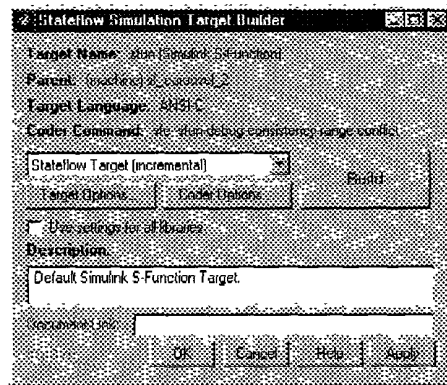 Stateflow Simulation Target Builder
Target Name: sfun (Simulink S-Function)
Parent: (machine)
Target Language: ANSI-C
Coder Command: sfc -sfun-debug consistency range conflict
Stateflow Target (incremental)
Build
Target Options...
Coder Options
Use settings for all libraries
Description:
Default Simulink S-Function Target.
Document Link:
OK Cancel Help Apply